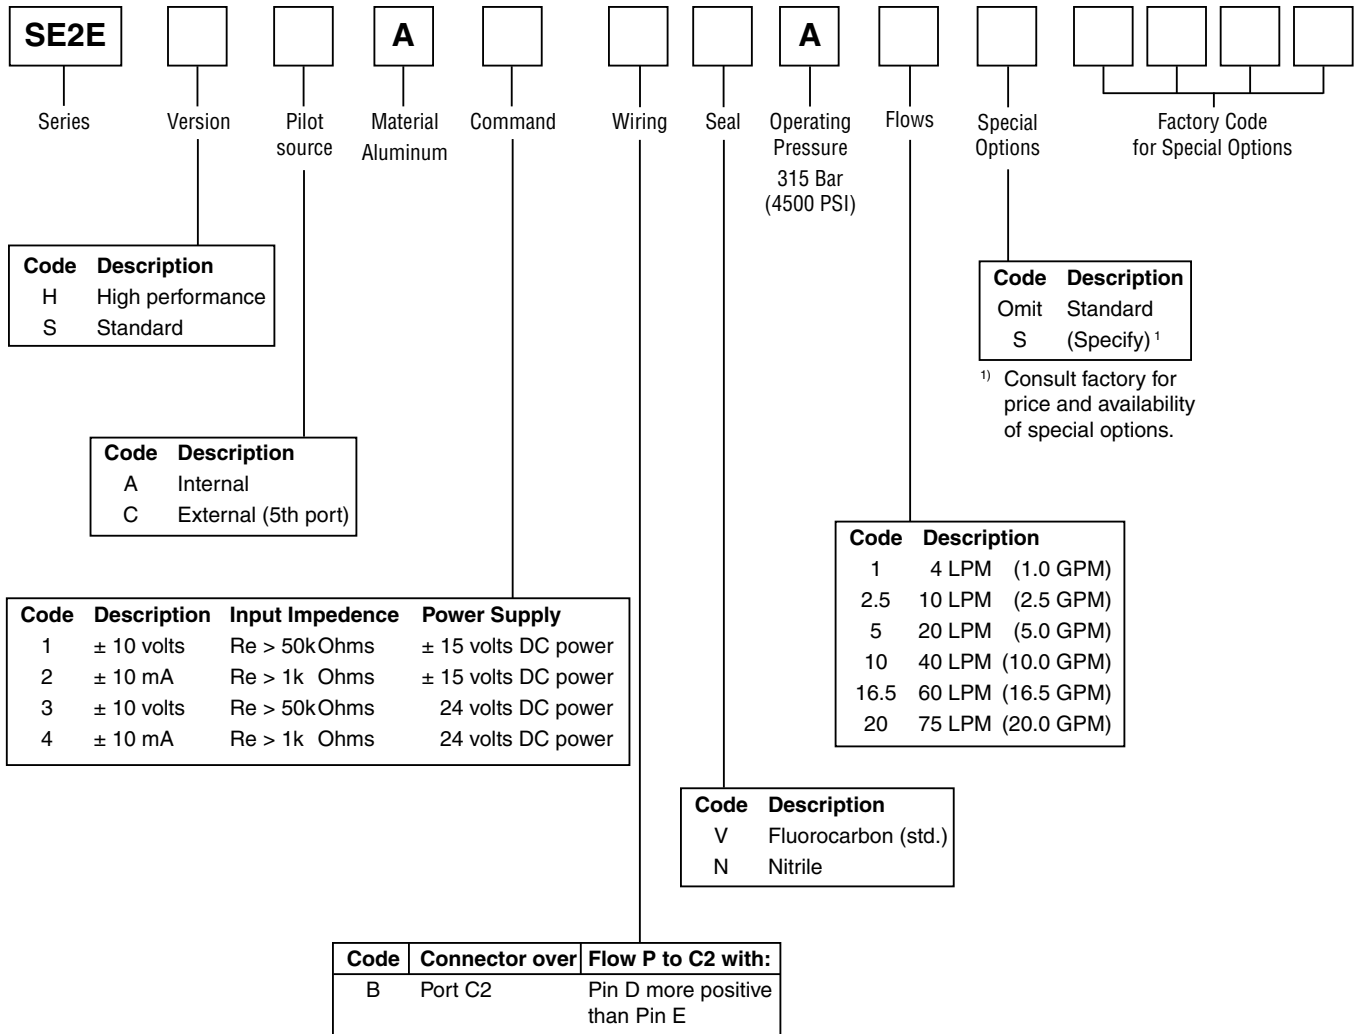 SE2E A A
Series Version Pilot source Material Aluminum Command Wiring Seal Operating Pressure 315 Bar (4500 PSI) Flows Special Options Factory Code for Special Options
Code Description
H High performance
S Standard
Code Description
Omit Standard
S (Specify) 1
1) Consult factory for
price and availability
of special options.
Code Description
A Internal
C External (5th port)
Code Description
1 4 LPM (1.0 GPM)
2.5 10 LPM (2.5 GPM)
5 20 LPM (5.0 GPM)
10 40 LPM (10.0 GPM)
16.5 60 LPM (16.5 GPM)
20 75 LPM (20.0 GPM)
Code Description Input Impedence Power Supply
1 ± 10 volts Re > 50k Ohms ± 15 volts DC power
2 ± 10 mA Re > 1k Ohms ± 15 volts DC power
3 ± 10 volts Re > 50k Ohms 24 volts DC power
4 ± 10 mA Re > 1k Ohms 24 volts DC power
Code Description
V Fluorocarbon (std.)
N Nitrile
Code Connector over Flow P to C2 with:
B Port C2 Pin D more positive
than Pin E